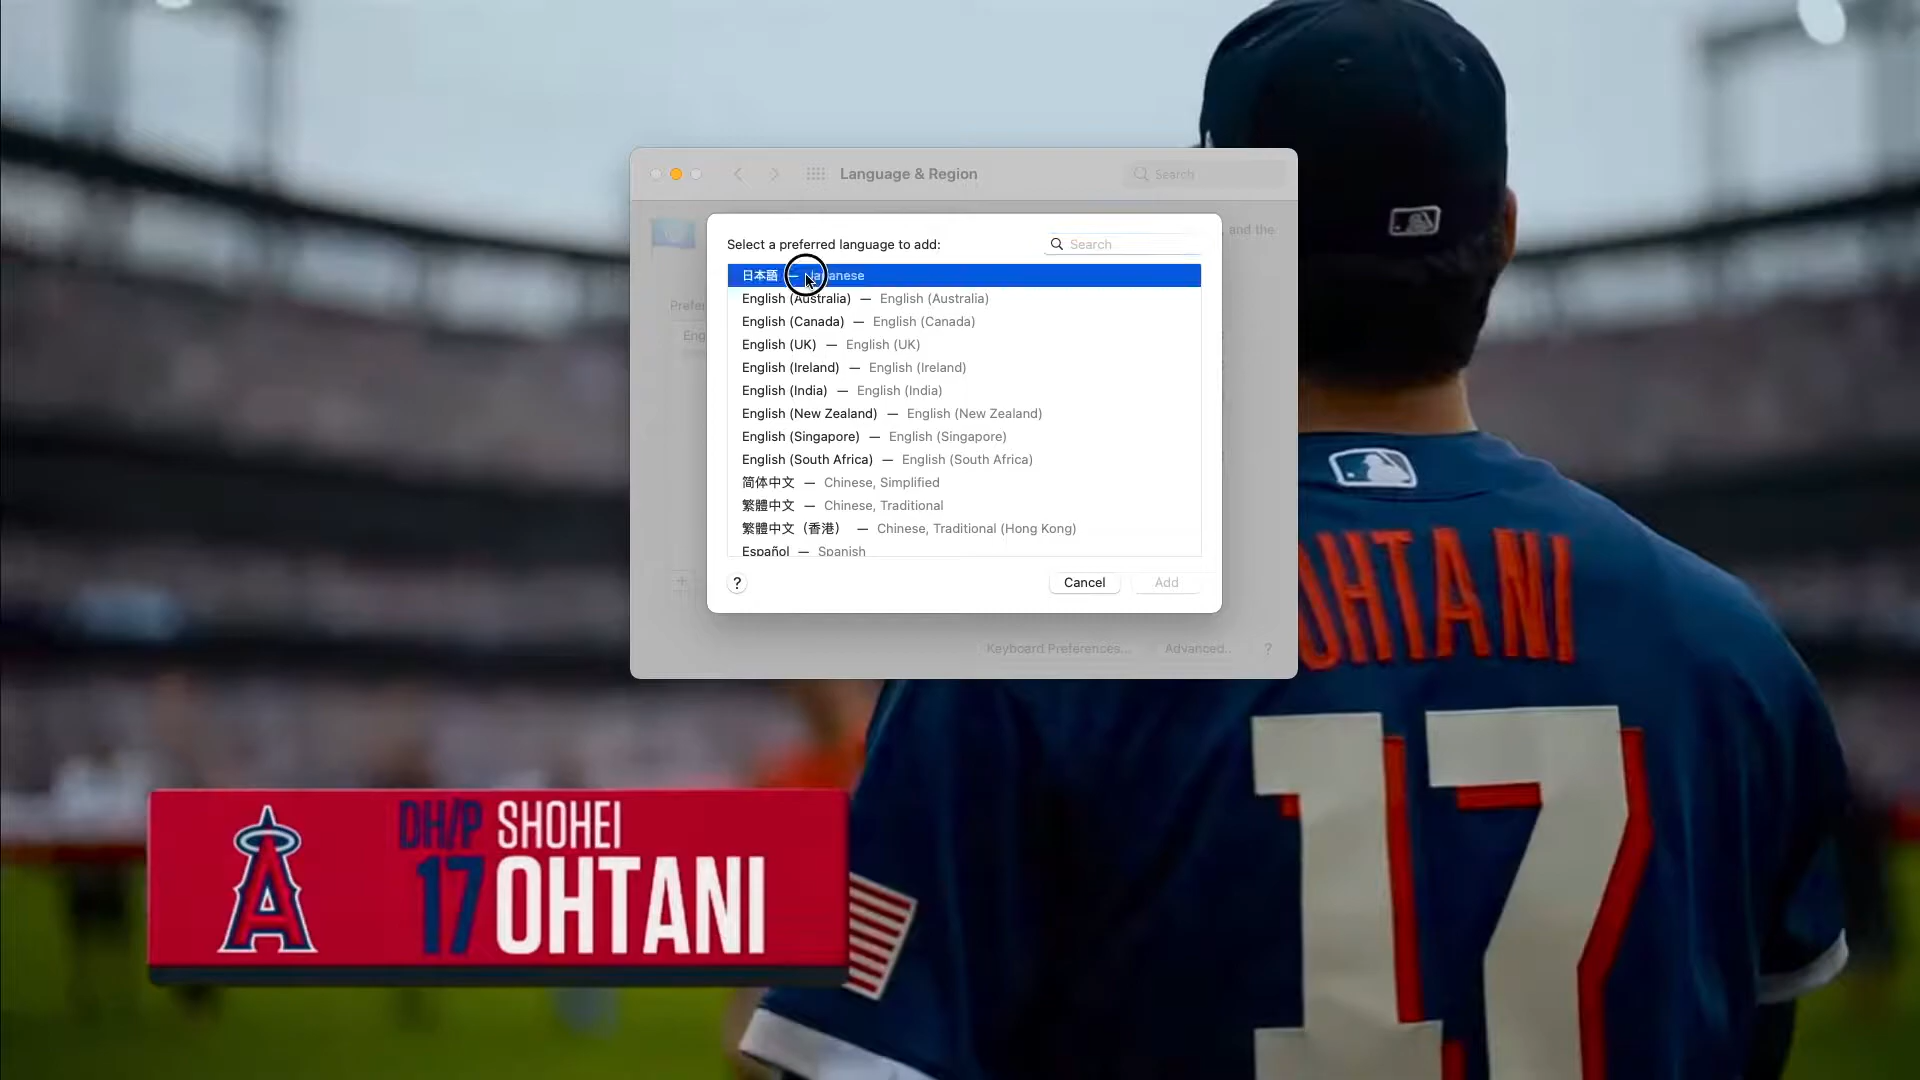 Language & Region
Search
and the
Select a preferred language to add:
Search
日本語 — Japanese
English (Australia) — English (Australia)
Prefer
English (Canada) — English (Canada)
Eng
English (UK) — English (UK)
English (Ireland) — English (Ireland)
English (India) — English (India)
English (New Zealand) — English (New Zealand)
English (Singapore) — English (Singapore)
English (South Africa) — English (South Africa)
简体中文 — Chinese, Simplified
繁體中文 — Chinese, Traditional
繁體中文（香港） — Chinese, Traditional (Hong Kong)
Español — Spanish
?
Cancel
Add
Keyboard Preferences...
Advanced...
?
OHTANI
17
A
DH/P SHOHEI
17 OHTANI